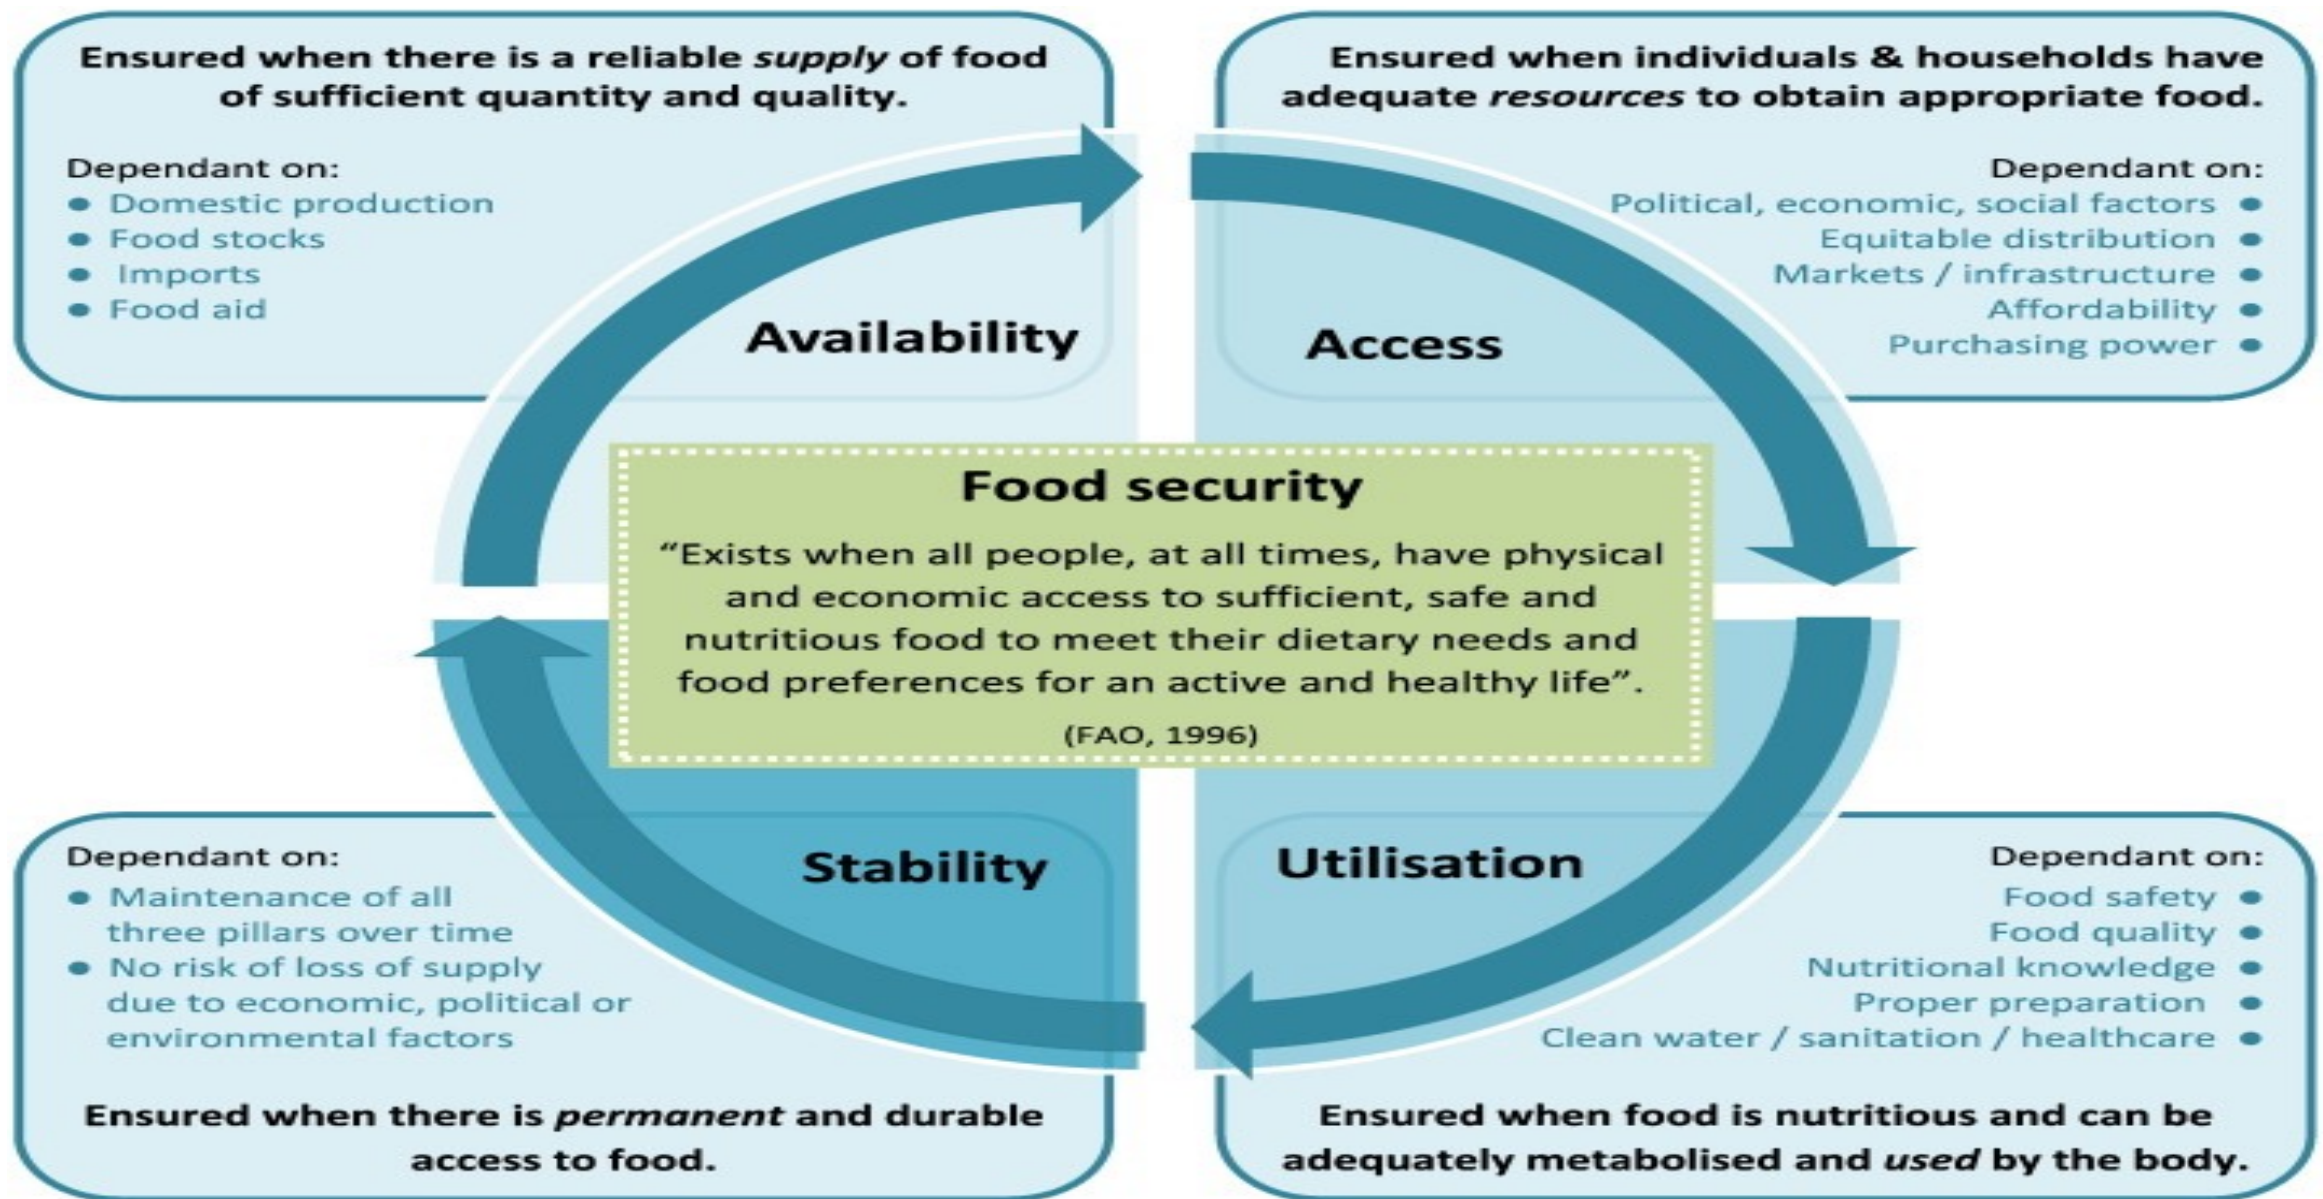 Ensured when there is a reliable supply of food
of sufficient quantity and quality.
Dependant on:
● Domestic production
● Food stocks
● Imports
● Food aid
Availability
Ensured when individuals & households have
adequate resources to obtain appropriate food.
Dependant on:
Political, economic, social factors ●
Equitable distribution ●
Markets / infrastructure ●
Affordability ●
Purchasing power ●
Access
Food security
“Exists when all people, at all times, have physical
and economic access to sufficient, safe and
nutritious food to meet their dietary needs and
food preferences for an active and healthy life”.
(FAO, 1996)
Stability
Dependant on:
● Maintenance of all
three pillars over time
● No risk of loss of supply
due to economic, political or
environmental factors
Ensured when there is permanent and durable
access to food.
Utilisation
Dependant on:
Food safety ●
Food quality ●
Nutritional knowledge ●
Proper preparation ●
Clean water / sanitation / healthcare ●
Ensured when food is nutritious and can be
adequately metabolised and used by the body.